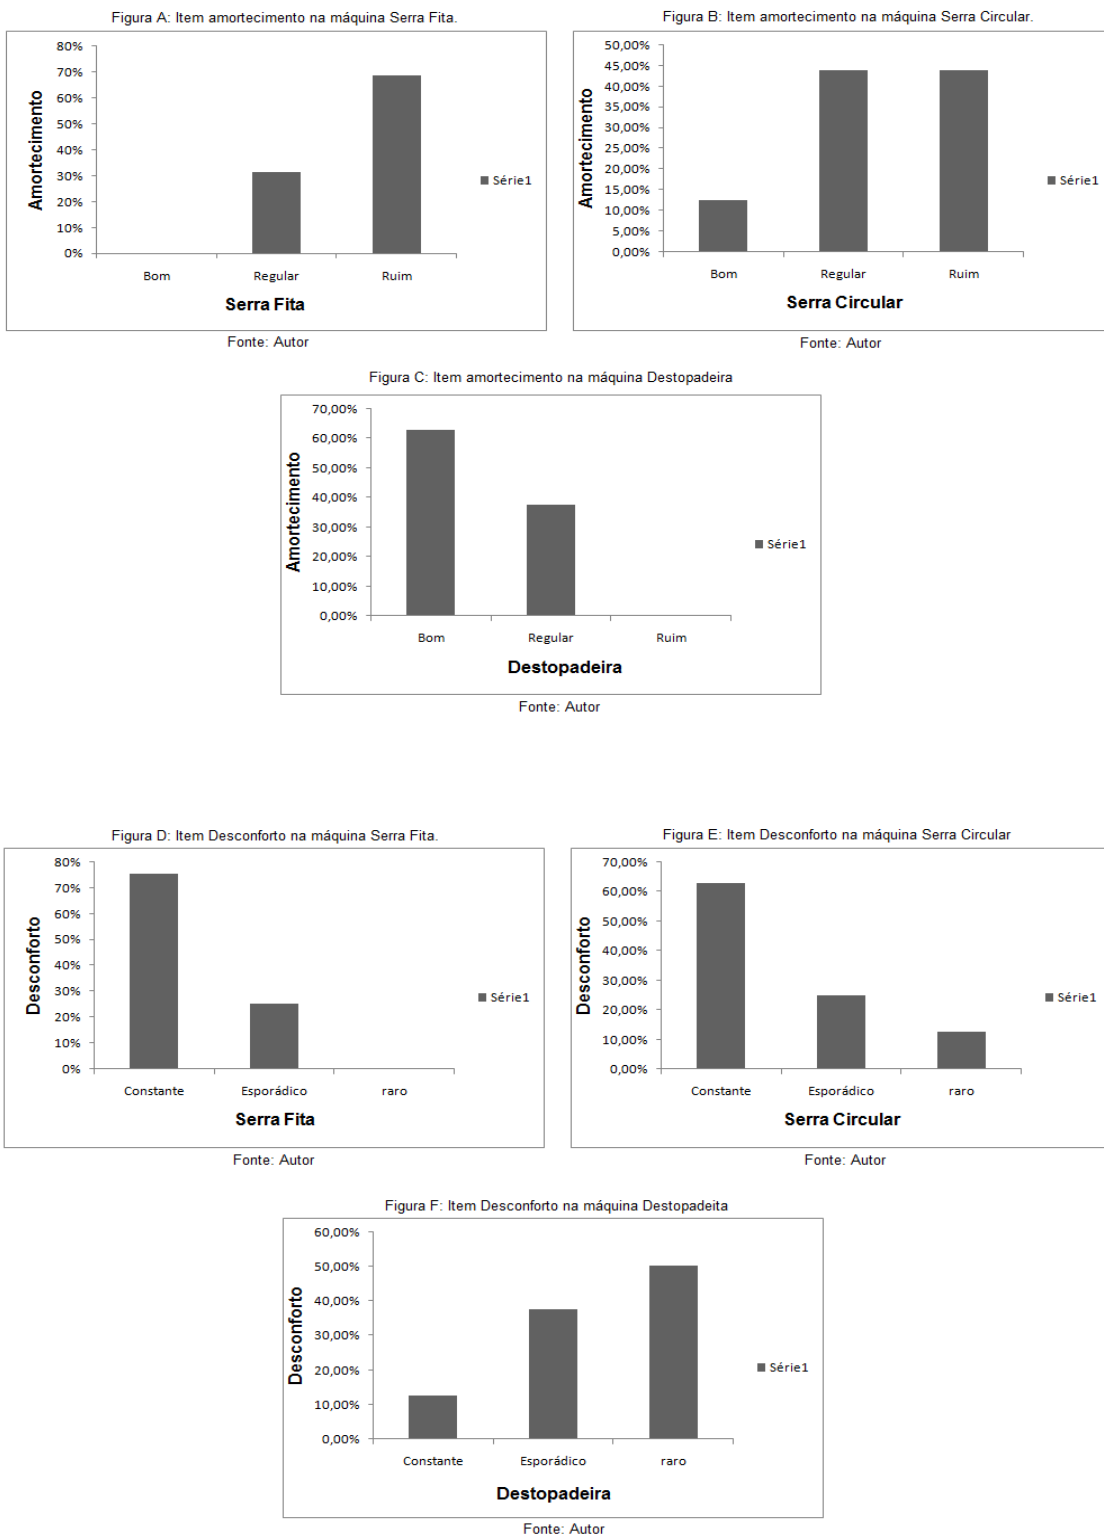 Figura A: Item amortecimento na máquina Serra Fita.
80%
70%
60%
50%
40%
30%
20%
10%
0%
Amortecimento
Bom Regular Ruim
Serra Fita
Série1
Fonte: Autor
Figura B: Item amortecimento na máquina Serra Circular.
50,00%
45,00%
40,00%
35,00%
30,00%
25,00%
20,00%
15,00%
10,00%
5,00%
0,00%
Amortecimento
Bom Regular Ruim
Serra Circular
Série1
Fonte: Autor
Figura C: Item amortecimento na máquina Destopadeira
70,00%
60,00%
50,00%
40,00%
30,00%
20,00%
10,00%
0,00%
Amortecimento
Bom Regular Ruim
Destopadeira
Série1
Fonte: Autor
Figura D: Item Desconforto na máquina Serra Fita.
80%
70%
60%
50%
40%
30%
20%
10%
0%
Desconforto
Constante Esporádico raro
Serra Fita
Série1
Fonte: Autor
Figura E: Item Desconforto na máquina Serra Circular
70,00%
60,00%
50,00%
40,00%
30,00%
20,00%
10,00%
0,00%
Desconforto
Constante Esporádico raro
Serra Circular
Série1
Fonte: Autor
Figura F: Item Desconforto na máquina Destopadeita
60,00%
50,00%
40,00%
30,00%
20,00%
10,00%
0,00%
Desconforto
Constante Esporádico raro
Destopadeira
Série1
Fonte: Autor